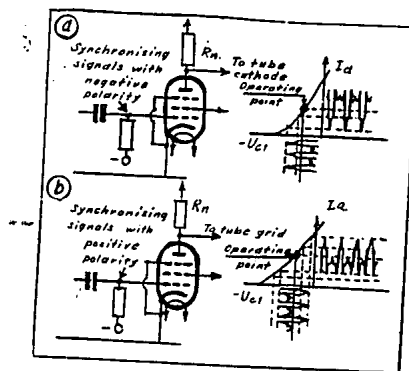 a
Synchronising
signals with
negative
polarity
Rn
To tube
cathode
Operating
point
Ia
-Uc1
b
Synchronising
signals with
positive
polarity
Rn
To tube grid
Operating
point
Ia
-Uc1